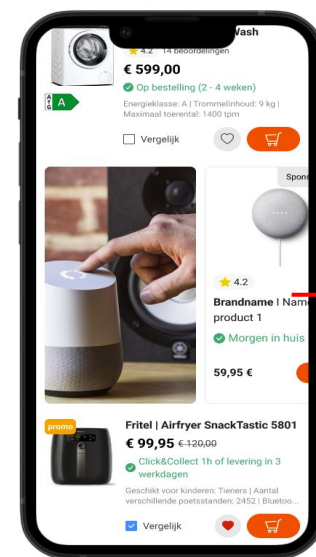 Wash
4.2 14 beoordelingen
€ 599,00
Op bestelling (2 - 4 weken)
A
G
A
Energieklasse: A | Trommelinhoud: 9 kg |
Maximaal toerental: 1400 tpm
Vergelijk
Spons
4.2
Brandname I Name
product 1
Morgen in huis
59,95 €
promo
Fritel | Airfryer SnackTastic 5801
€ 99,95 €120,00
Click&Collect 1h of levering in 3
werkdagen
Geschikt voor kinderen: Tieners | Aantal
verschillende poetsstanden: 2452 | Bluetoo...
Vergelijk